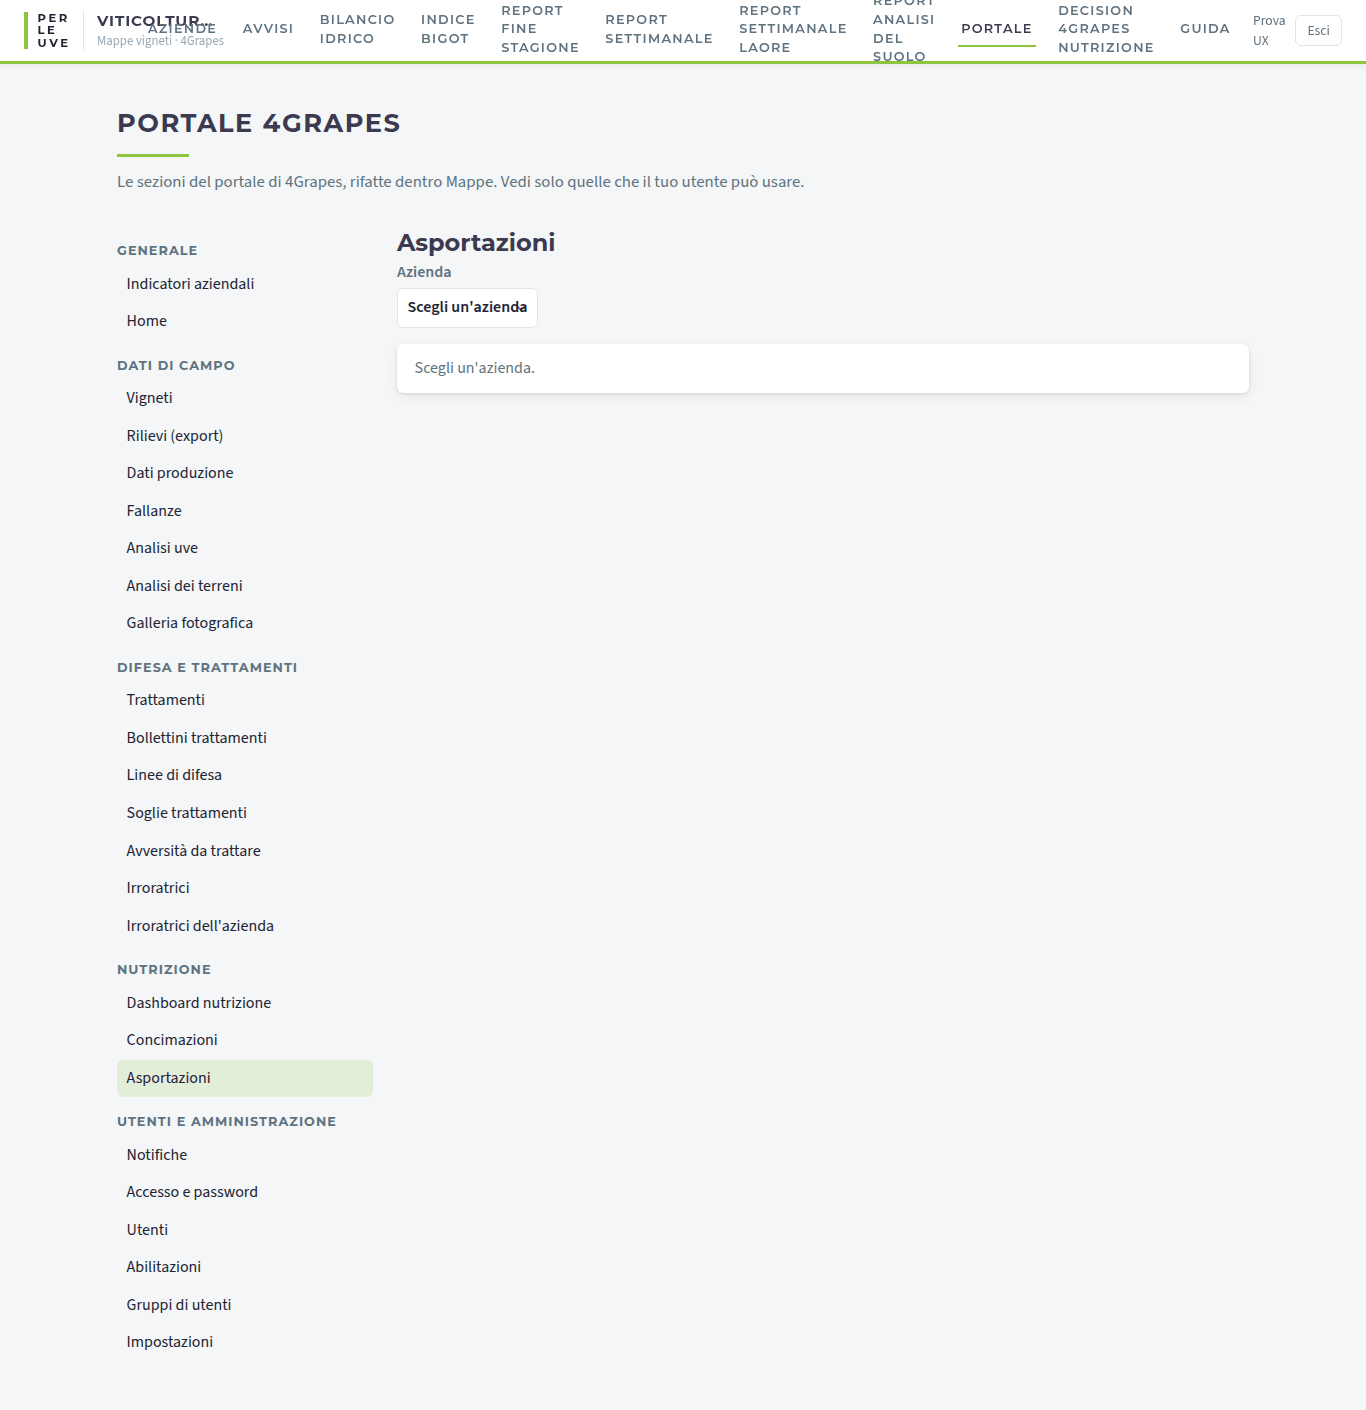 PER
LE
UVE
VITICOLTUR...
Mappe vigneti · 4Grapes
AZIENDE
AVVISI
BILANCIO
IDRICO
INDICE
BIGOT
REPORT
FINE
STAGIONE
REPORT
SETTIMANALE
REPORT
SETTIMANALE
LAORE
REPORT
ANALISI
DEL
SUOLO
PORTALE
DECISION
4GRAPES
NUTRIZIONE
GUIDA
Prova
UX
Esci
PORTALE 4GRAPES
Le sezioni del portale di 4Grapes, rifatte dentro Mappe. Vedi solo quelle che il tuo utente può usare.
GENERALE
Indicatori aziendali
Home
DATI DI CAMPO
Vigneti
Rilievi (export)
Dati produzione
Fallanze
Analisi uve
Analisi dei terreni
Galleria fotografica
DIFESA E TRATTAMENTI
Trattamenti
Bollettini trattamenti
Linee di difesa
Soglie trattamenti
Avversità da trattare
Irroratrici
Irroratrici dell'azienda
NUTRIZIONE
Dashboard nutrizione
Concimazioni
Asportazioni
UTENTI E AMMINISTRAZIONE
Notifiche
Accesso e password
Utenti
Abilitazioni
Gruppi di utenti
Impostazioni
Asportazioni
Azienda
Scegli un'azienda
Scegli un'azienda.